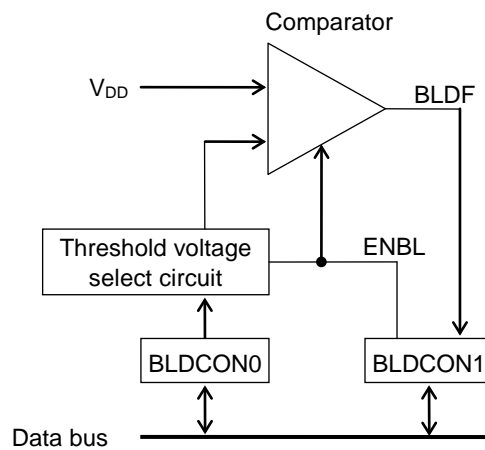 Comparator
VDD
BLDF
Threshold voltage
select circuit
ENBL
BLDCON0
BLDCON1
Data bus